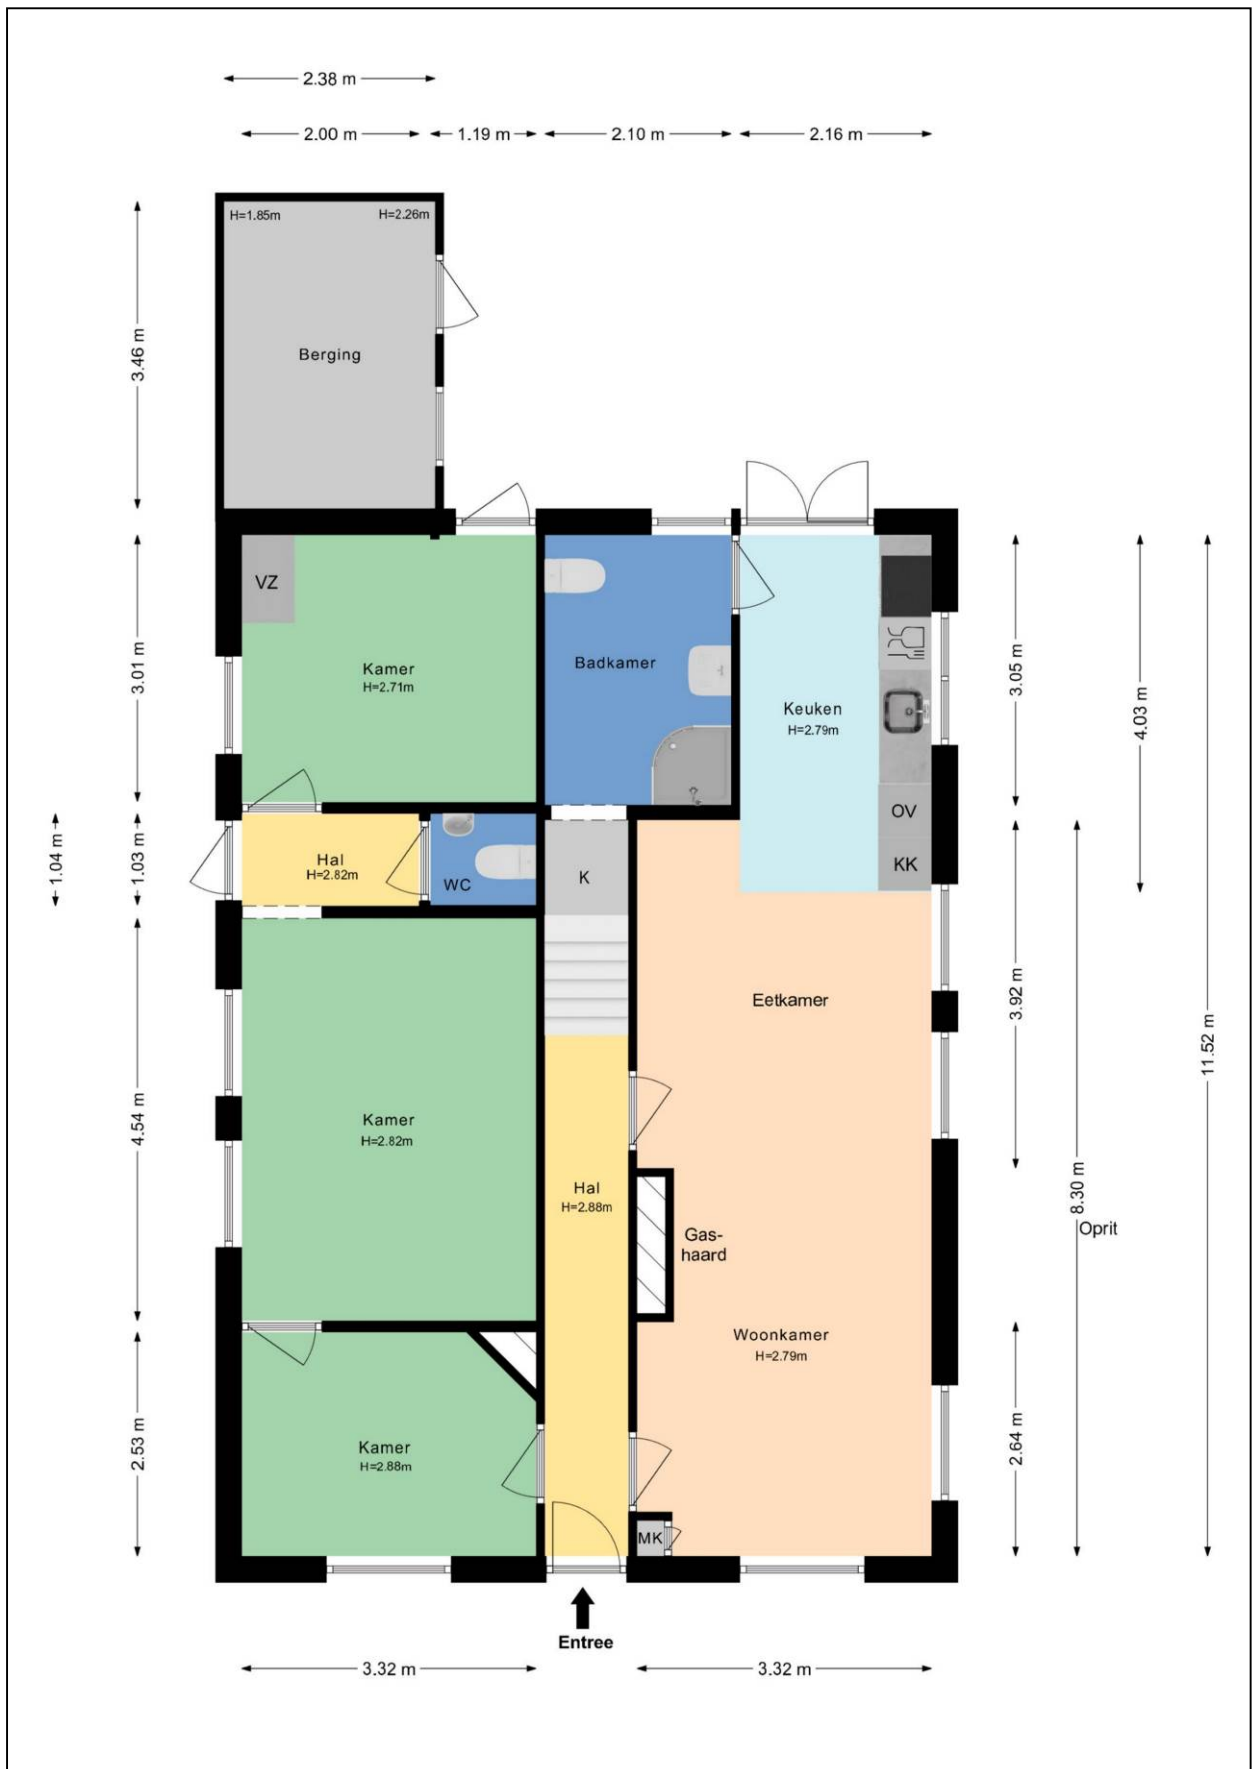 2.38 m
2.00 m
1.19 m
2.10 m
2.16 m
H=1.85m
H=2.26m
3.46 m
Berging
VZ
Kamer
H=2.71m
Badkamer
Keuken
H=2.79m
3.01 m
3.05 m
4.03 m
OV
KK
1.04 m
1.03 m
Hal
H=2.82m
WC
K
Eetkamer
3.92 m
11.52 m
Kamer
H=2.82m
4.54 m
Hal
H=2.88m
Gas-
haard
8.30 m
Oprit
Woonkamer
H=2.79m
Kamer
H=2.88m
2.53 m
2.64 m
MK
Entree
3.32 m
3.32 m